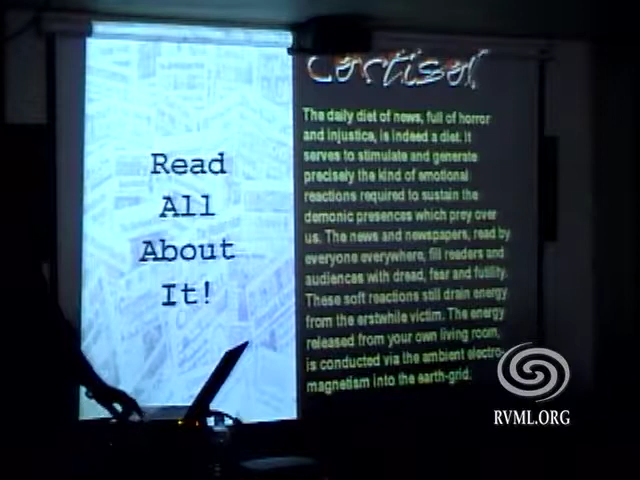 Read
All
About
It!
Cortisol
The daily diet of news, full of horror
and injustice, is indeed a diet. It
serves to stimulate and generate
precisely the kind of emotional
reactions required to sustain the
demonic presences which prey over
us. The news and newspapers, read by
everyone everywhere, fill readers and
audiences with dread, fear and futility.
These soft reactions still drain energy
from the erstwhile victim. The energy
released from your own living room,
is conducted via the ambient electro-
magnetism into the earth-grid.
RVML.ORG